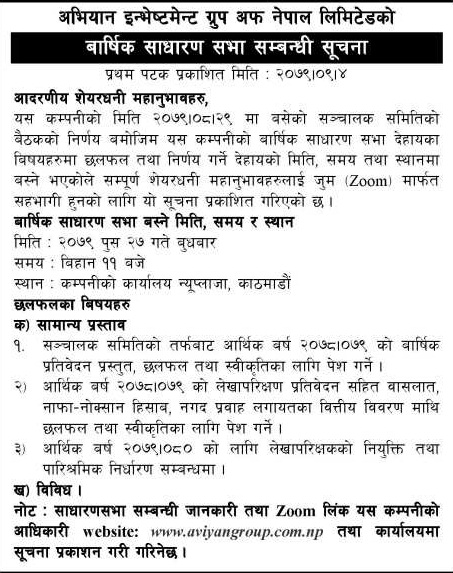 अभियान इन्भेष्टमेन्ट ग्रुप अफ नेपाल लिमिटेडको
बार्षिक साधारण सभा सम्बन्धी सूचना
प्रथम पटक प्रकाशित मिति : २०७९।०९।४
आदरणीय शेयरधनी महानुभावहरु,
यस कम्पनीको मिति २०७९।०८।२९ मा बसेको सञ्चालक समितिको
बैठकको निर्णय बमोजिम यस कम्पनीको बार्षिक साधारण सभा देहायका
बिषयहरुमा छलफल तथा निर्णय गर्ने देहायको मिति, समय तथा स्थानमा
बस्ने भएकोले सम्पूर्ण शेयरधनी महानुभावहरुलाई जुम (Zoom) मार्फत
सहभागी हुनको लागि यो सूचना प्रकाशित गरिएको छ ।
बार्षिक साधारण सभा बस्ने मिति, समय र स्थान
मिति : २०७९ पुस २७ गते बुधबार
समय : बिहान ११ बजे
स्थान : कम्पनीको कार्यालय न्यूप्लाजा, काठमाडौं
छलफलका बिषयहरु
क) सामान्य प्रस्ताव
१. सञ्चालक समितिको तर्फबाट आर्थिक बर्ष २०७८।०७९ को बार्षिक
प्रतिवेदन प्रस्तुत, छलफल तथा स्वीकृतिका लागि पेश गर्ने ।
२) आर्थिक बर्ष २०७८।०७९ को लेखापरिक्षण प्रतिवेदन सहित वासलात,
नाफा-नोक्सान हिसाब, नगद प्रवाह लगायतका वित्तीय विवरण माथि
छलफल तथा स्वीकृतिका लागि पेश गर्ने ।
३) आर्थिक बर्ष २०७९।०८० को लागि लेखापरिक्षकको नियुक्ति तथा
पारिश्रमिक निर्धारण सम्बन्धमा ।
ख) विविध ।
नोट : साधारणसभा सम्बन्धी जानकारी तथा Zoom लिंक यस कम्पनीको
आधिकारी website: www.aviyangroup.com.np तथा कार्यालयमा
सूचना प्रकाशन गरी गरिनेछ ।